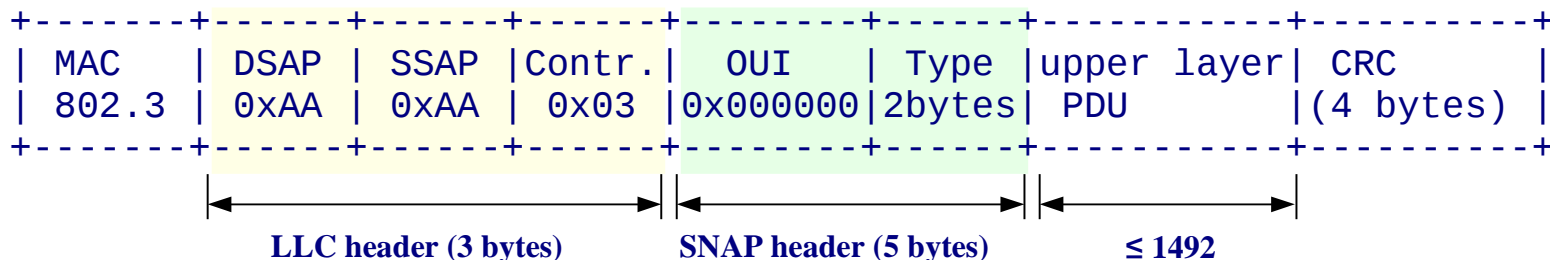 +-------+------+------+------+--------+------+-----------+----------+
| MAC | DSAP | SSAP |Contr.| OUI | Type |upper layer| CRC |
| 802.3 | 0xAA | 0xAA | 0x03 |0x000000|2bytes| PDU |(4 bytes) |
+-------+------+------+------+--------+------+-----------+----------+
LLC header (3 bytes) SNAP header (5 bytes) ≤ 1492